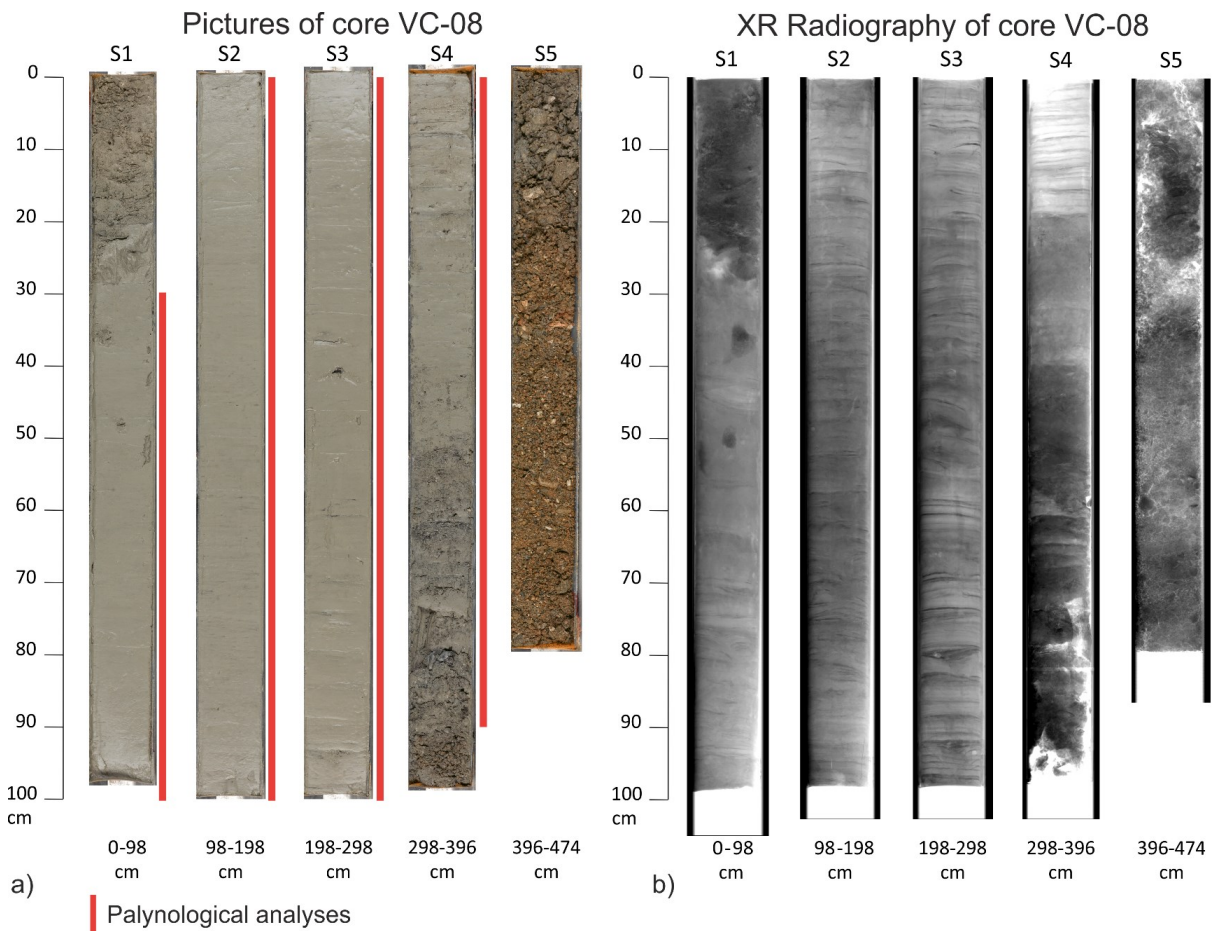 Pictures of core VC-08
S1 S2 S3 S4 S5
0
10
20
30
40
50
60
70
80
90
100
cm
0-98 98-198 198-298 298-396 396-474
cm cm cm cm cm
a)
Palynological analyses
XR Radiography of core VC-08
S1 S2 S3 S4 S5
0
10
20
30
40
50
60
70
80
90
100
cm
0-98 98-198 198-298 298-396 396-474
cm cm cm cm cm
b)